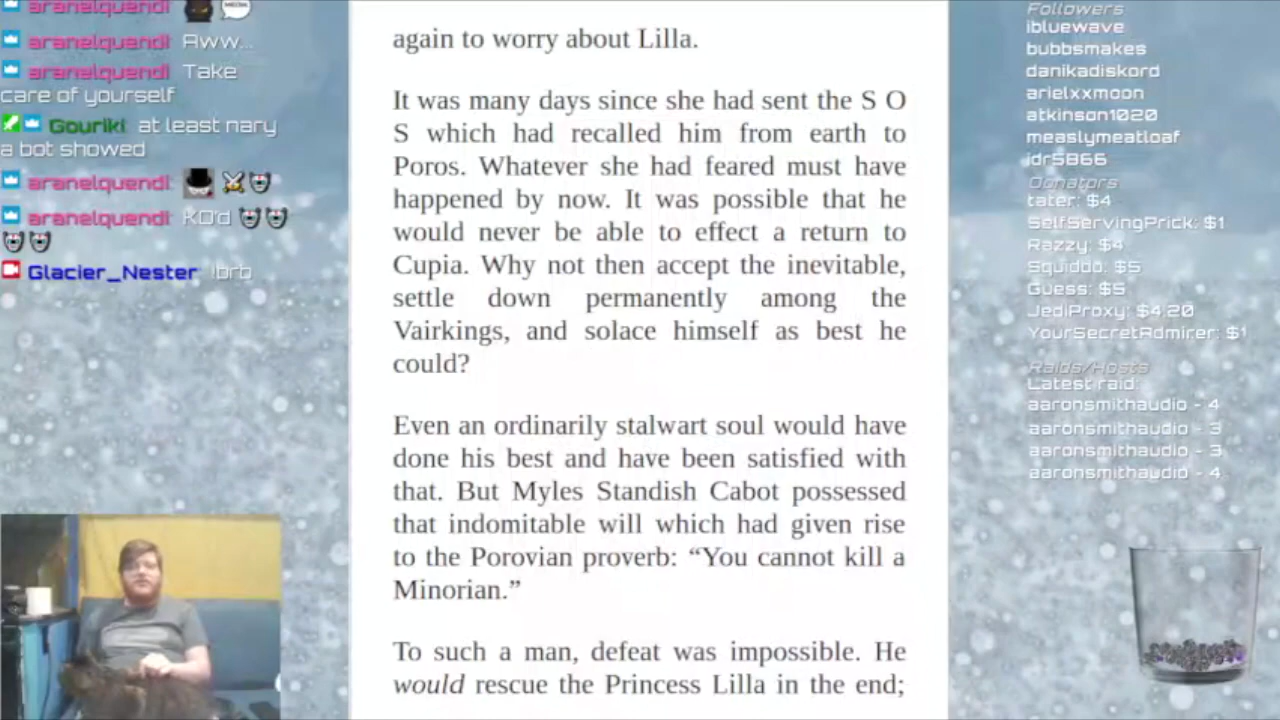 aranelquendi
aranelquendi Aww...
aranelquendi Take
care of yourself
Gouriki: at least nary
a bot showed
aranelquendi:
aranelquendi: KO'd
Glacier_Nester: !brb
again to worry about Lilla.
It was many days since she had sent the S O
S which had recalled him from earth to
Poros. Whatever she had feared must have
happened by now. It was possible that he
would never be able to effect a return to
Cupia. Why not then accept the inevitable,
settle down permanently among the
Vairkings, and solace himself as best he
could?
Even an ordinarily stalwart soul would have
done his best and have been satisfied with
that. But Myles Standish Cabot possessed
that indomitable will which had given rise
to the Porovian proverb: “You cannot kill a
Minorian.”
To such a man, defeat was impossible. He
would rescue the Princess Lilla in the end;
Followers
ibluewave
bubbsmakes
danikadiskord
arielxxmoon
atkinson1020
measlymeatloaf
idr5866
Donators
tater: $4
SelfServingPrick: $1
Razzy: $4
Squiddo: $5
Guess: $5
JediProxy: $4.20
YourSecretAdmirer: $1
Raids/Hosts
Latest raid:
aaronsmithaudio - 4
aaronsmithaudio - 3
aaronsmithaudio - 3
aaronsmithaudio - 4